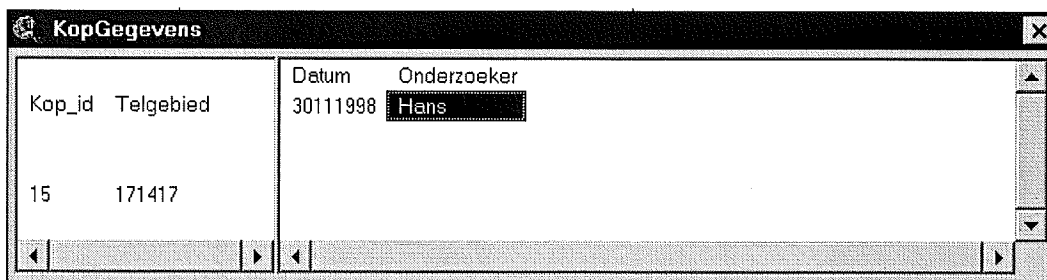 KopGegevens
Kop_id Telgebied
15 171417
Datum Onderzoeker
30111998 Hans